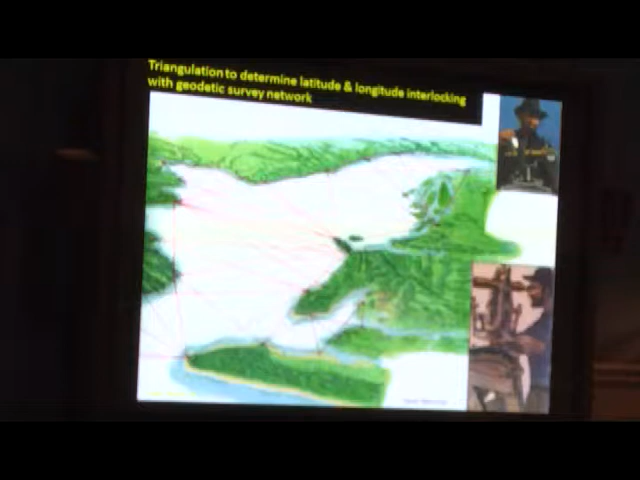 Triangulation to determine latitude & longitude interlocking
with geodetic survey network